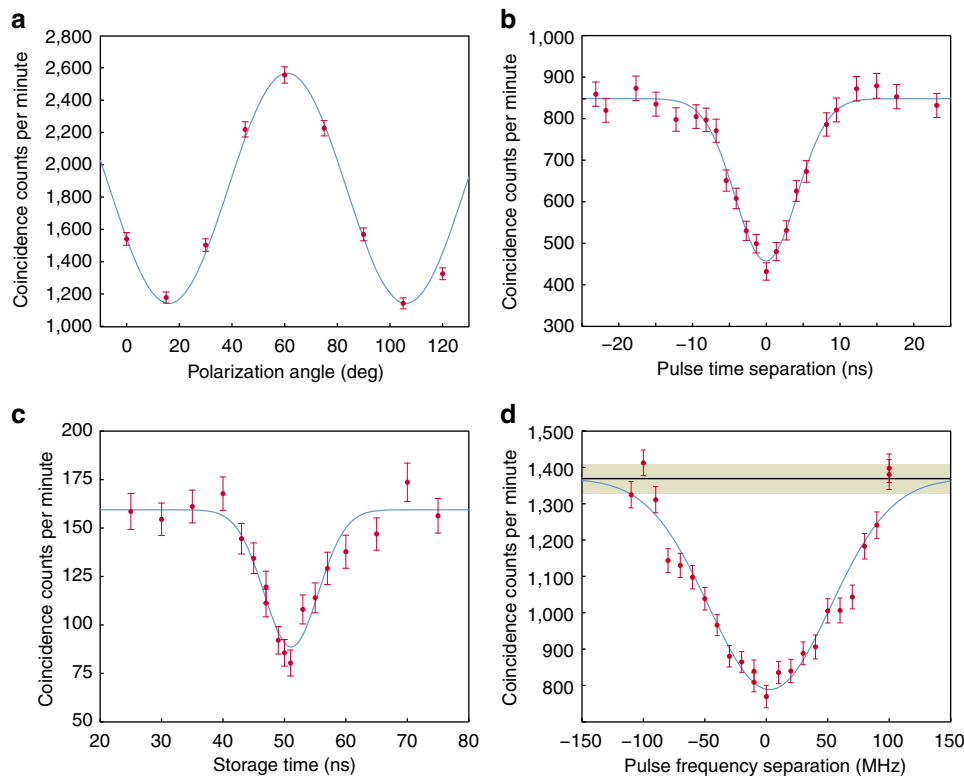 a
Coincidence counts per minute
2,800
2,600
2,400
2,200
2,000
1,800
1,600
1,400
1,200
1,000
0 20 40 60 80 100 120
Polarization angle (deg)
b
Coincidence counts per minute
1,000
900
800
700
600
500
400
300
−20 −10 0 10 20
Pulse time separation (ns)
c
Coincidence counts per minute
200
175
150
125
100
75
50
20 30 40 50 60 70 80
Storage time (ns)
d
Coincidence counts per minute
1,500
1,400
1,300
1,200
1,100
1,000
900
800
−150 −100 −50 0 50 100 150
Pulse frequency separation (MHz)